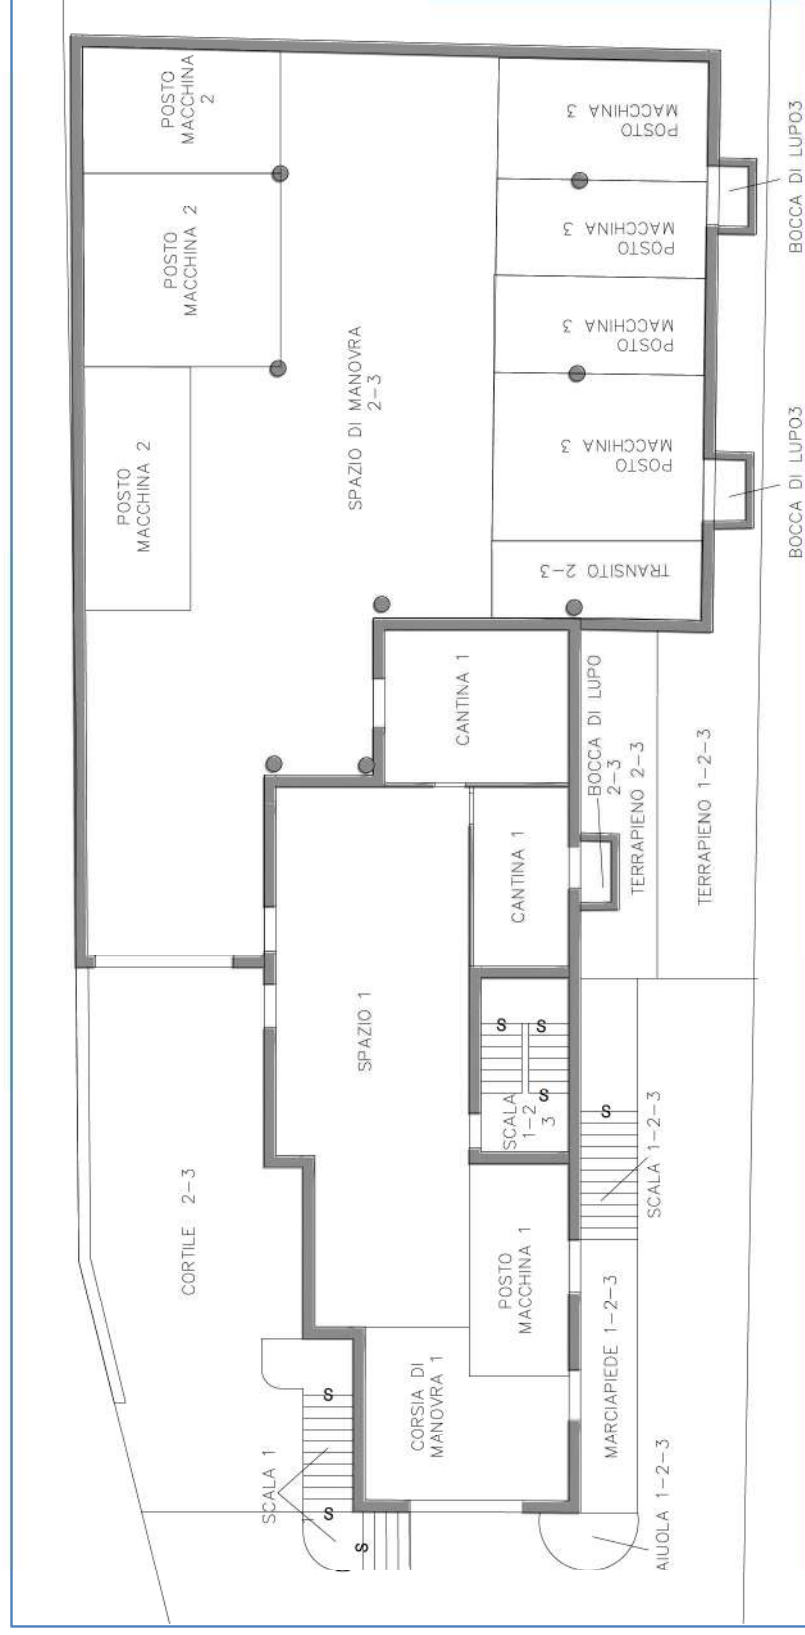 POSTO
MACCHINA
2
POSTO
MACCHINA 3
BOCCA DI LUPO3
POSTO
MACCHINA 2
POSTO
MACCHINA 3
SPAZIO DI MANOVRA
2-3
POSTO
MACCHINA 3
POSTO
MACCHINA 2
POSTO
MACCHINA 3
BOCCA DI LUPO3
TRANSITO 2-3
CANTINA 1
BOCCA DI LUPO
2-3
TERRAPIENO 2-3
TERRAPIENO 1-2-3
CANTINA 1
SPAZIO 1
S
S
S
SCALA
1-2
3
S
SCALA 1-2-3
CORTILE 2-3
POSTO
MACCHINA 1
MARCIAPIEDE 1-2-3
CORSIA DI
MANOVRA 1
S
SCALA 1
S
S
AIUOLA 1-2-3